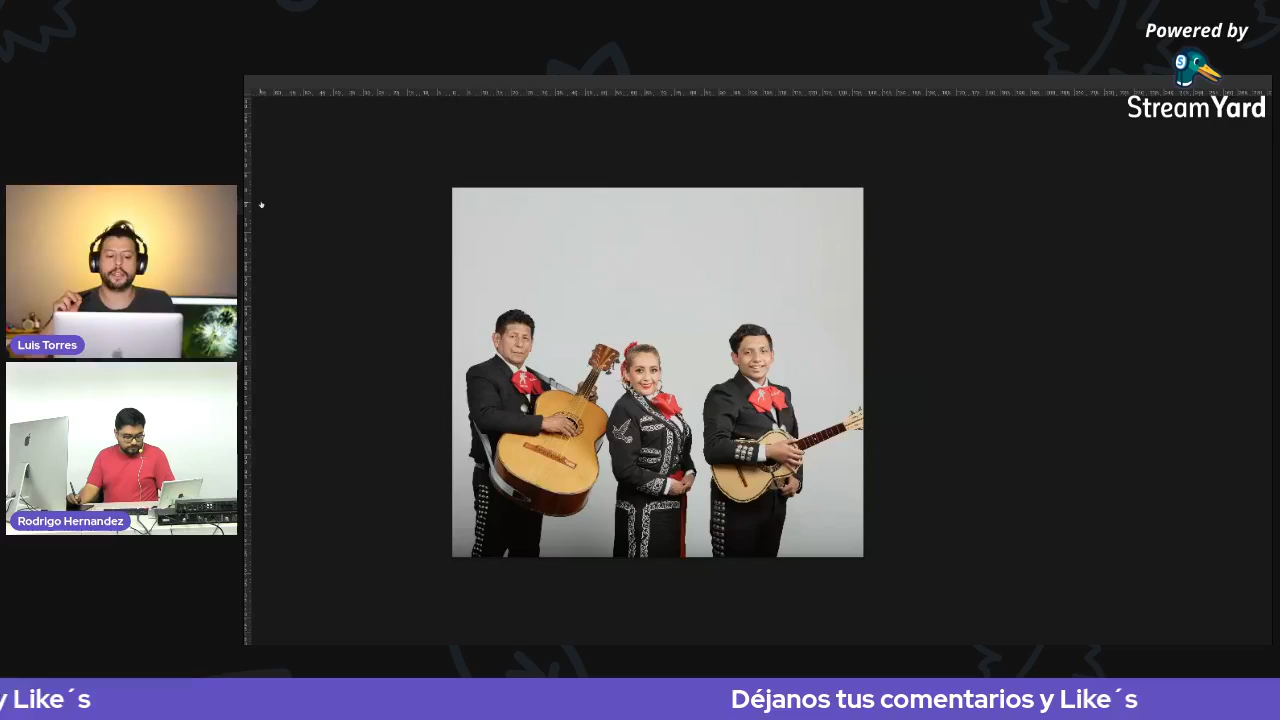 Powered by
StreamYard
Luis Torres
Rodrigo Hernandez
y Like´s
Déjanos tus comentarios y Like´s